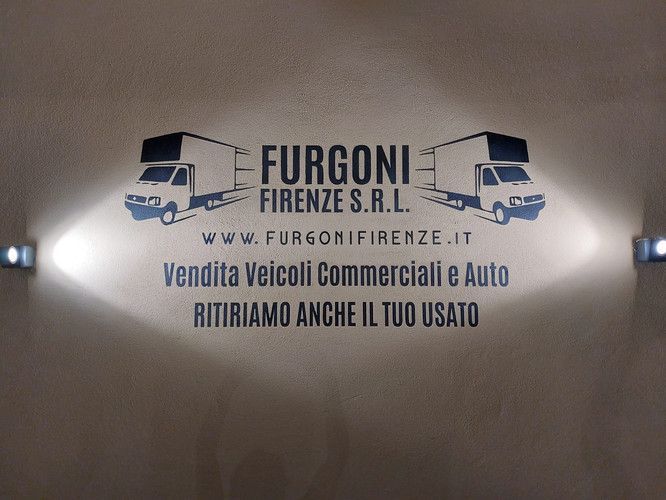 FURGONI
FIRENZE S.R.L.
WWW.FURGONIFIRENZE.IT
Vendita Veicoli Commerciali e Auto
RITIRIAMO ANCHE IL TUO USATO